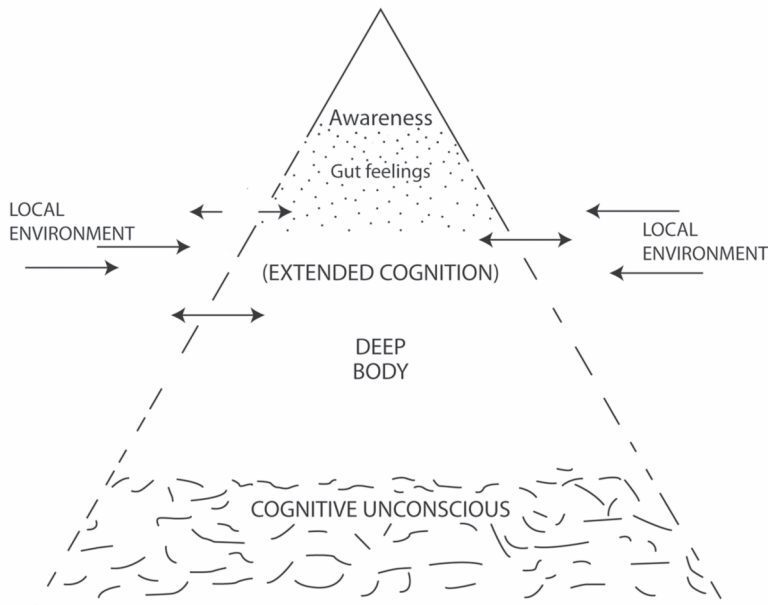 Awareness
Gut feelings
LOCAL
ENVIRONMENT
LOCAL
ENVIRONMENT
(EXTENDED COGNITION)
DEEP
BODY
COGNITIVE UNCONSCIOUS